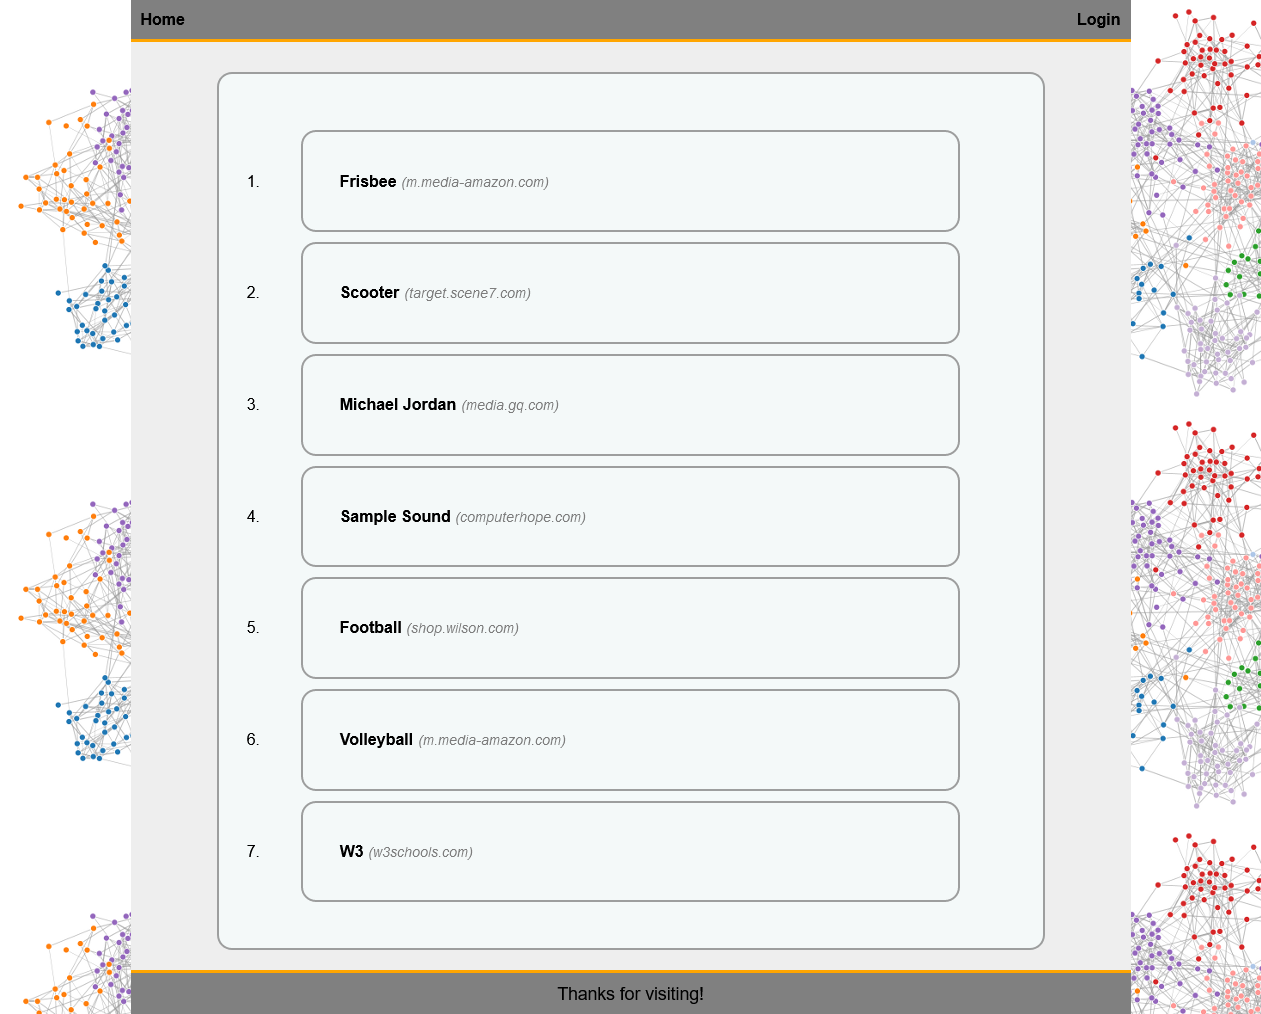 Home
Login
1. Frisbee (m.media-amazon.com)
2. Scooter (target.scene7.com)
3. Michael Jordan (media.gq.com)
4. Sample Sound (computerhope.com)
5. Football (shop.wilson.com)
6. Volleyball (m.media-amazon.com)
7. W3 (w3schools.com)
Thanks for visiting!